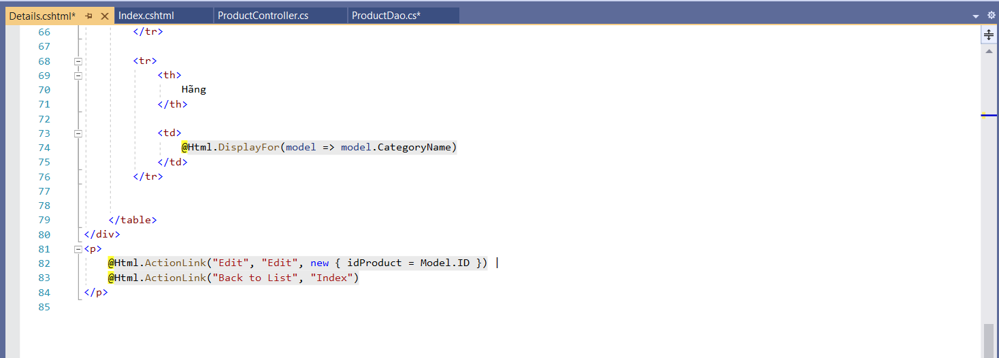 Details.cshtml* Index.cshtml ProductController.cs ProductDao.cs*
66 </tr>
67
68 <tr>
69 <th>
70 Hãng
71 </th>
72
73 <td>
74 @Html.DisplayFor(model => model.CategoryName)
75 </td>
76 </tr>
77
78
79 </table>
80 </div>
81 <p>
82 @Html.ActionLink("Edit", "Edit", new { idProduct = Model.ID }) |
83 @Html.ActionLink("Back to List", "Index")
84 </p>
85